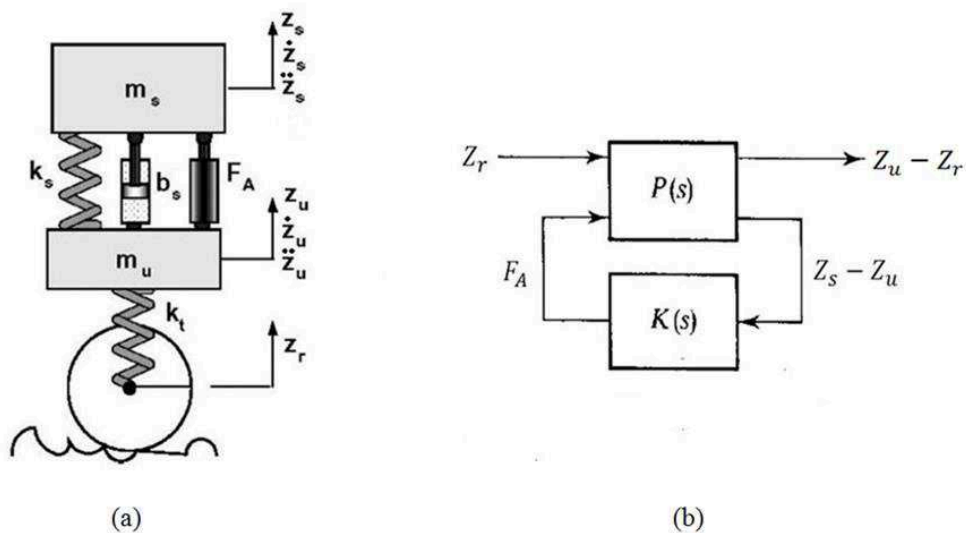 z_s
ż_s
z̈_s
m_s
k_s
b_s
F_A
z_u
ż_u
z̈_u
m_u
k_t
z_r
(a)
Z_r
P(s)
Z_u − Z_r
F_A
Z_s − Z_u
K(s)
(b)